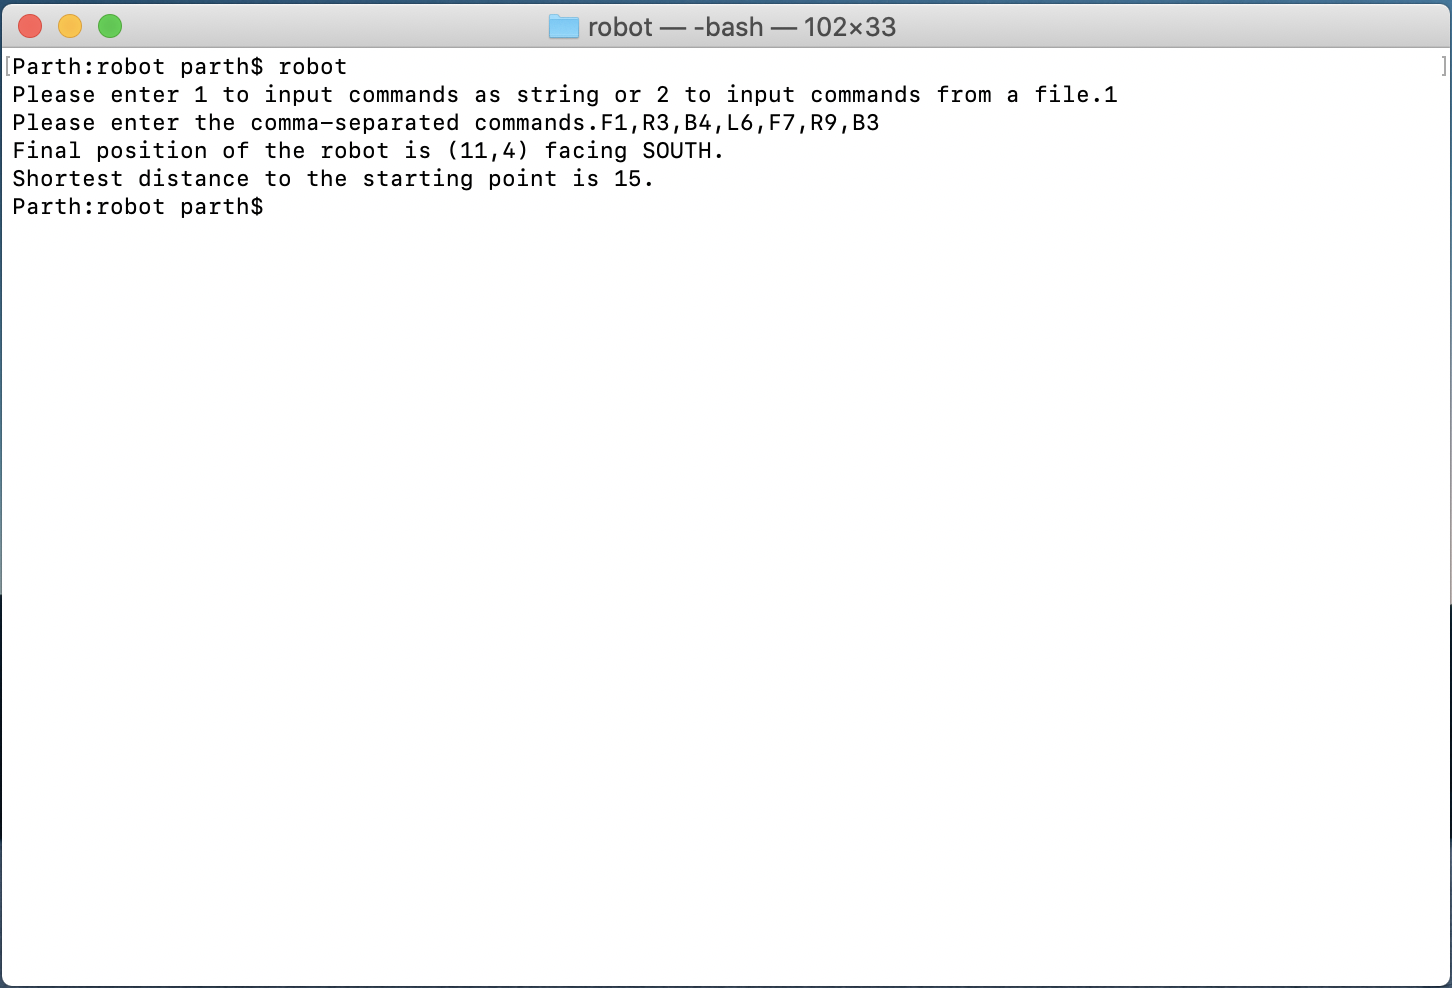 robot — -bash — 102×33
[Parth:robot parth$ robot ]
Please enter 1 to input commands as string or 2 to input commands from a file.1
Please enter the comma-separated commands.F1,R3,B4,L6,F7,R9,B3
Final position of the robot is (11,4) facing SOUTH.
Shortest distance to the starting point is 15.
Parth:robot parth$